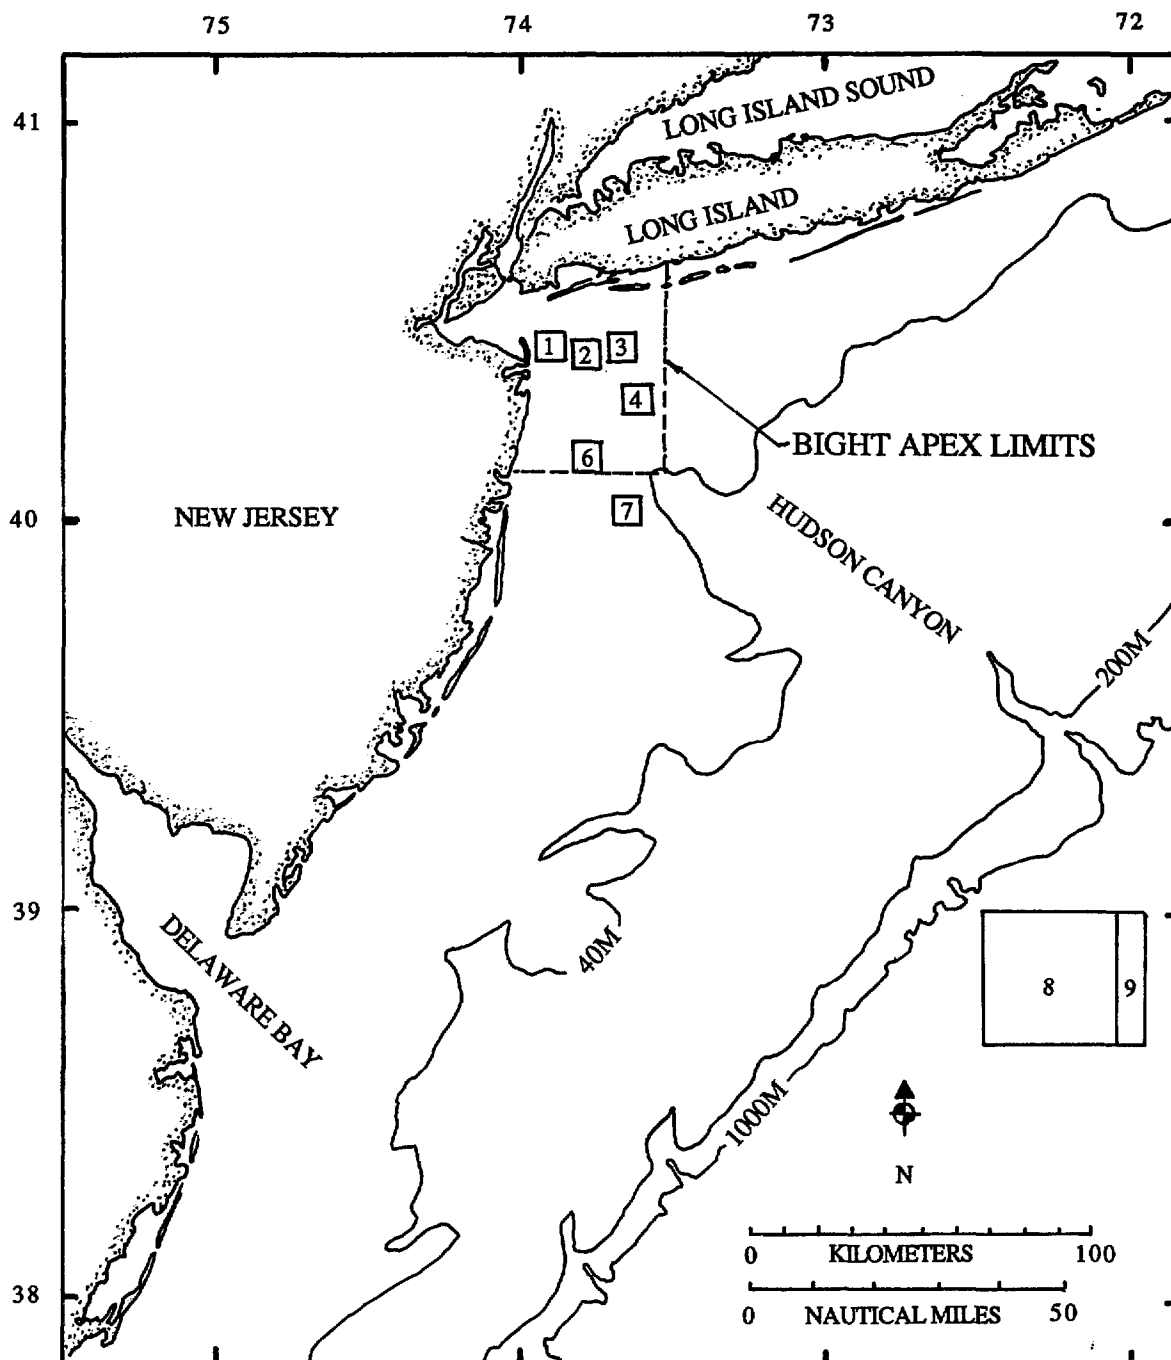 75 74 73 72
41
LONG ISLAND SOUND
LONG ISLAND
1 2 3
4
BIGHT APEX LIMITS
6
7
40
NEW JERSEY
HUDSON CANYON
200M
39
DELAWARE BAY
40M
8 9
1000M
N
0 KILOMETERS 100
38
0 NAUTICAL MILES 50